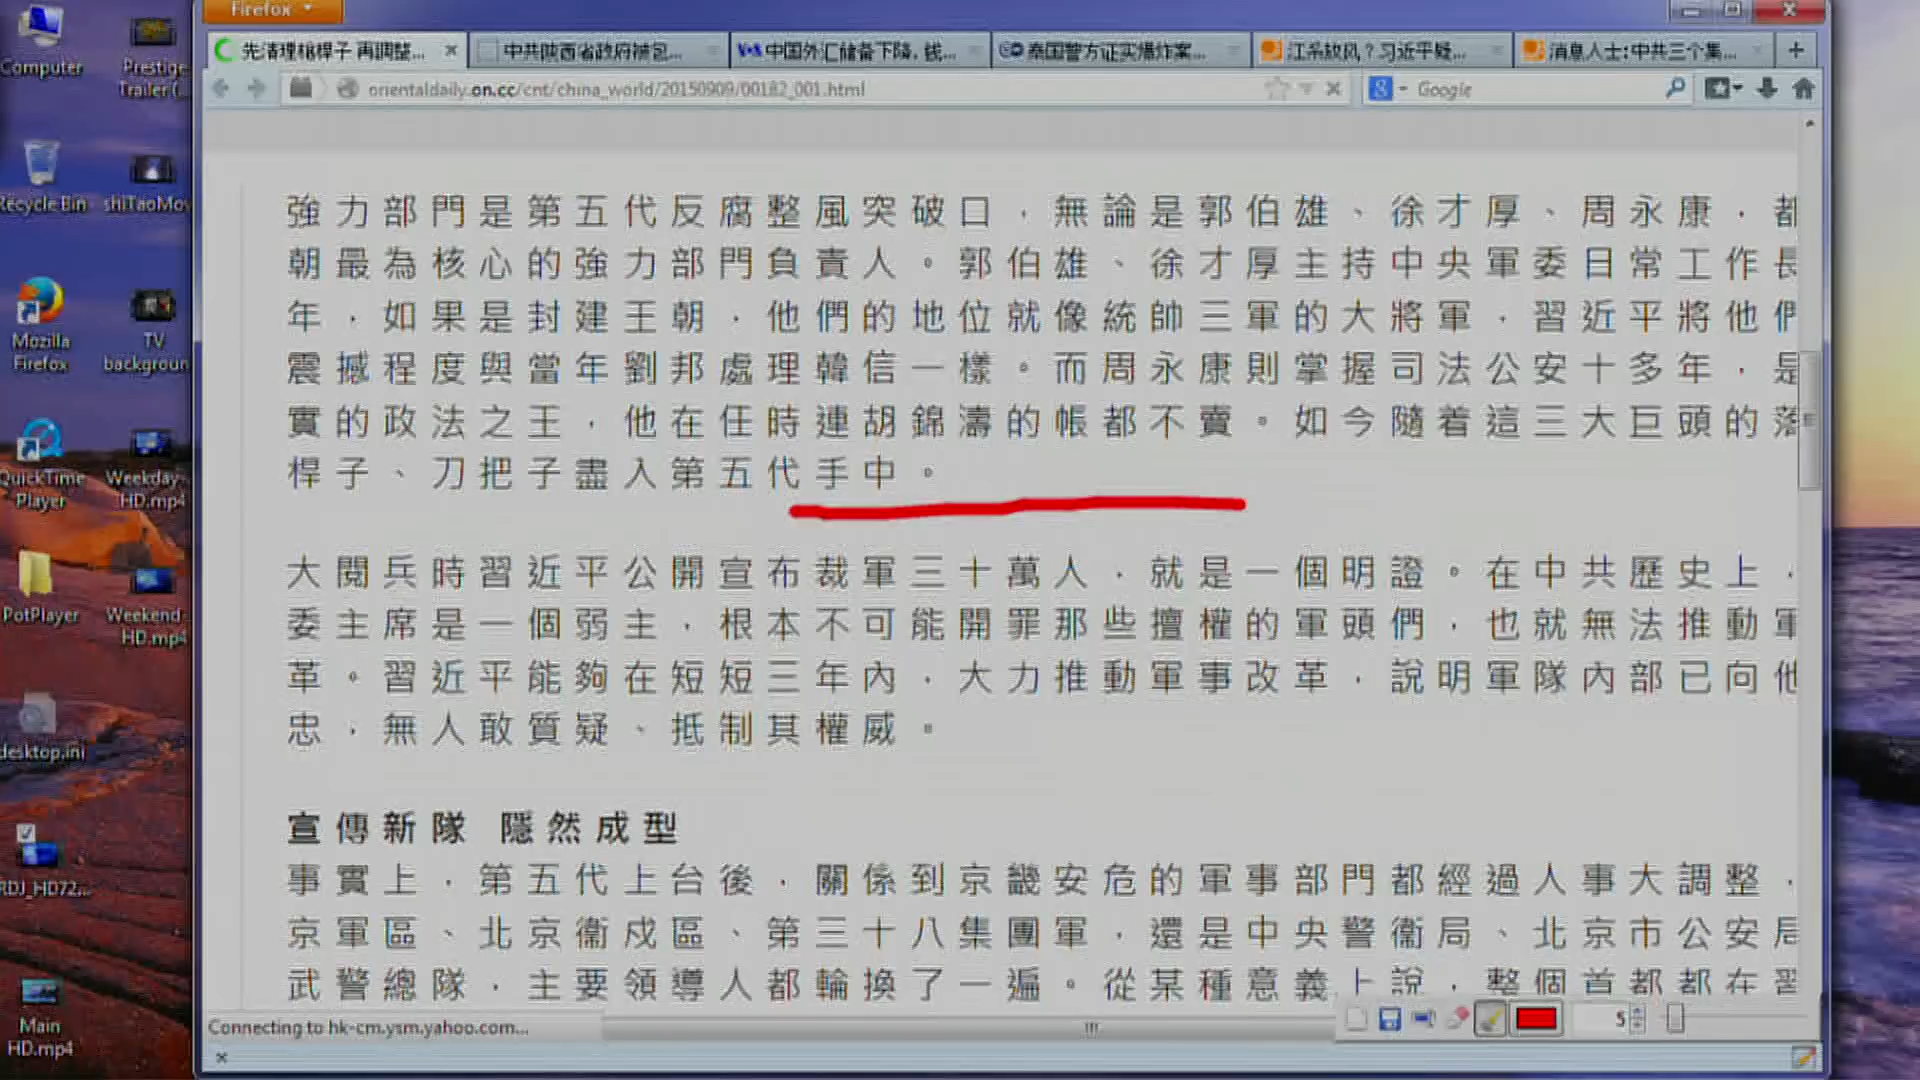 Firefox
Computer
Prestige Trailer (...
先清理槍桿子 再調整...
中共陕西省政府被包...
VOA 中国外汇储备下降,钱...
泰国警方证实爆炸案...
江系放风？习近平疑...
消息人士:中共三个集...
orientaldaily.on.cc/cnt/china_world/20150909/00182_001.html
Google
Recycle Bin
shiTaoMov
Mozilla Firefox
TV backgroun
QuickTime Player
Weekday-HD.mp4
PotPlayer
Weekend-HD.mp4
desktop.ini
RDJ_HD72...
Main HD.mp4
強力部門是第五代反腐整風突破口，無論是郭伯雄、徐才厚、周永康，都
朝最為核心的強力部門負責人。郭伯雄、徐才厚主持中央軍委日常工作長
年，如果是封建王朝，他們的地位就像統帥三軍的大將軍，習近平將他們
震撼程度與當年劉邦處理韓信一樣。而周永康則掌握司法公安十多年，是
實的政法之王，他在任時連胡錦濤的帳都不賣。如今隨着這三大巨頭的落
桿子、刀把子盡入第五代手中。
大閱兵時習近平公開宣布裁軍三十萬人，就是一個明證。在中共歷史上，
委主席是一個弱主，根本不可能開罪那些擅權的軍頭們，也就無法推動軍
革。習近平能夠在短短三年內，大力推動軍事改革，說明軍隊內部已向他
忠，無人敢質疑、抵制其權威。
宣傳新隊 隱然成型
事實上，第五代上台後，關係到京畿安危的軍事部門都經過人事大調整，
京軍區、北京衞戍區、第三十八集團軍，還是中央警衞局、北京市公安局
武警總隊，主要領導人都輪換了一遍。從某種意義上說，整個首都都在習
Connecting to hk-cm.ysm.yahoo.com...
5